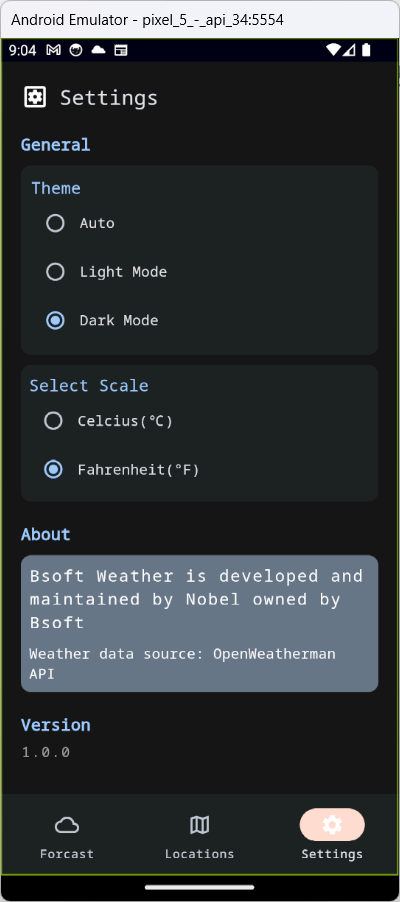 Android Emulator - pixel_5_-_api_34:5554
9:04
Settings
General
Theme
Auto
Light Mode
Dark Mode
Select Scale
Celcius(°C)
Fahrenheit(°F)
About
Bsoft Weather is developed and
maintained by Nobel owned by
Bsoft
Weather data source: OpenWeatherman
API
Version
1.0.0
Forcast
Locations
Settings